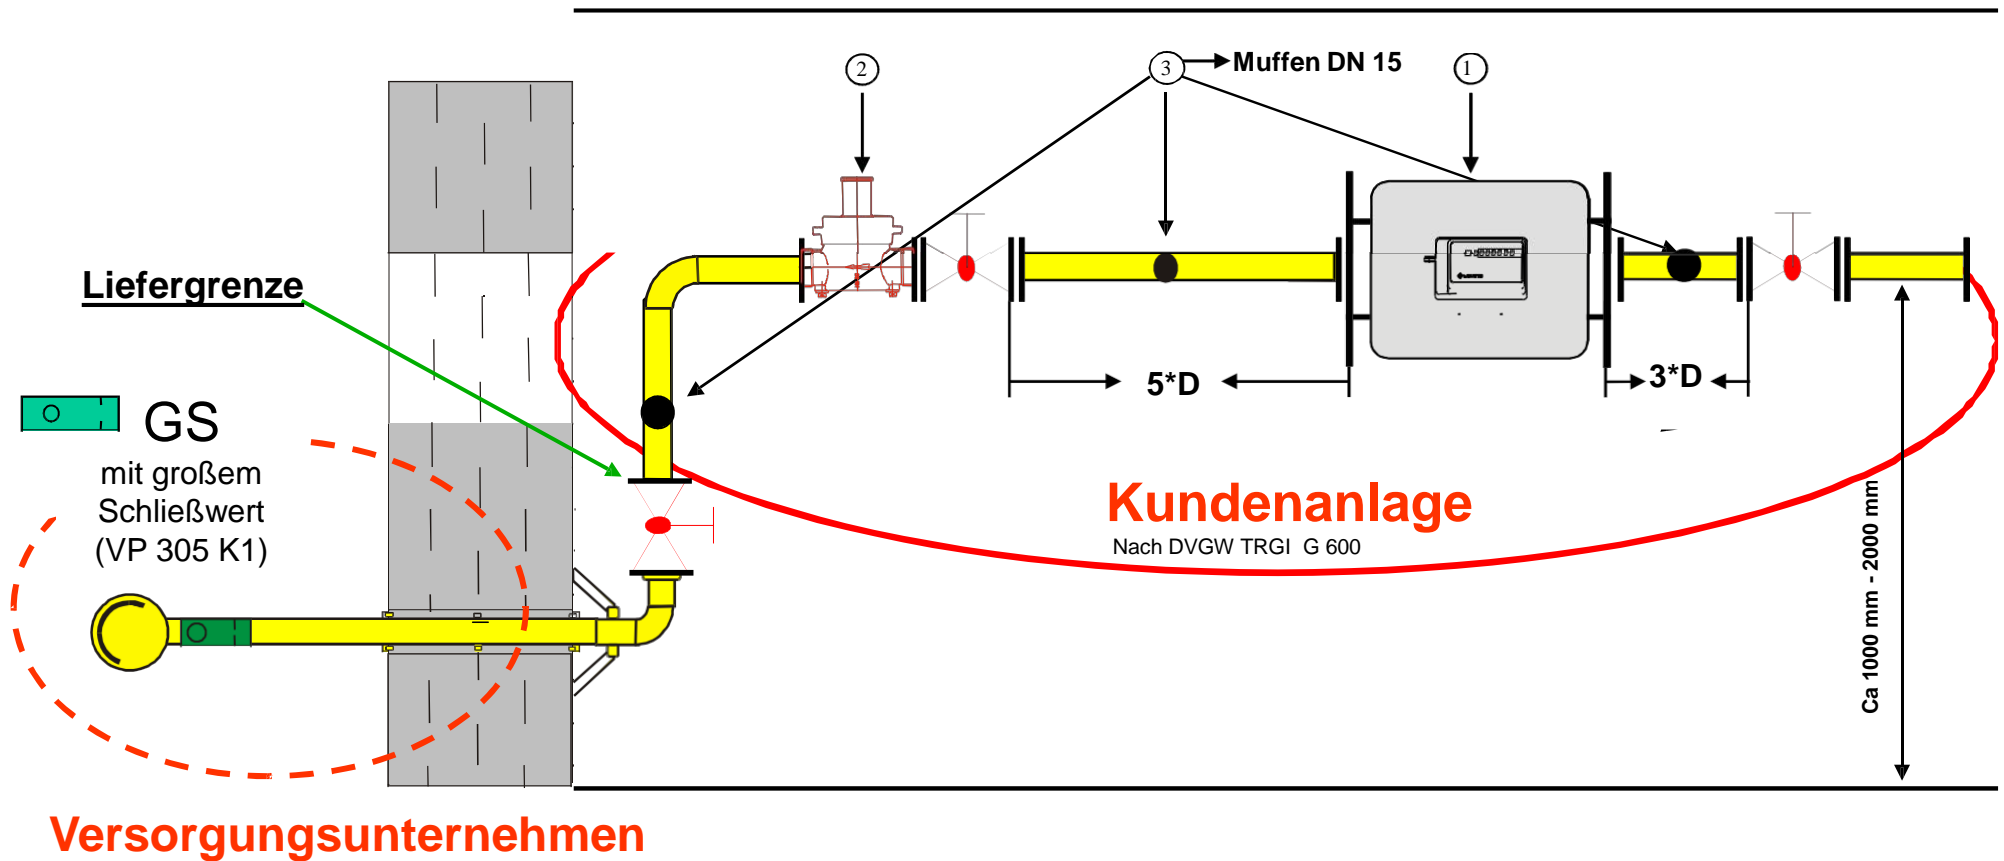 2
3
Muffen DN 15
1
Liefergrenze
5*D
3*D
GS
mit großem
Schließwert
(VP 305 K1)
Kundenanlage
Nach DVGW TRGI G 600
Ca 1000 mm - 2000 mm
Versorgungsunternehmen